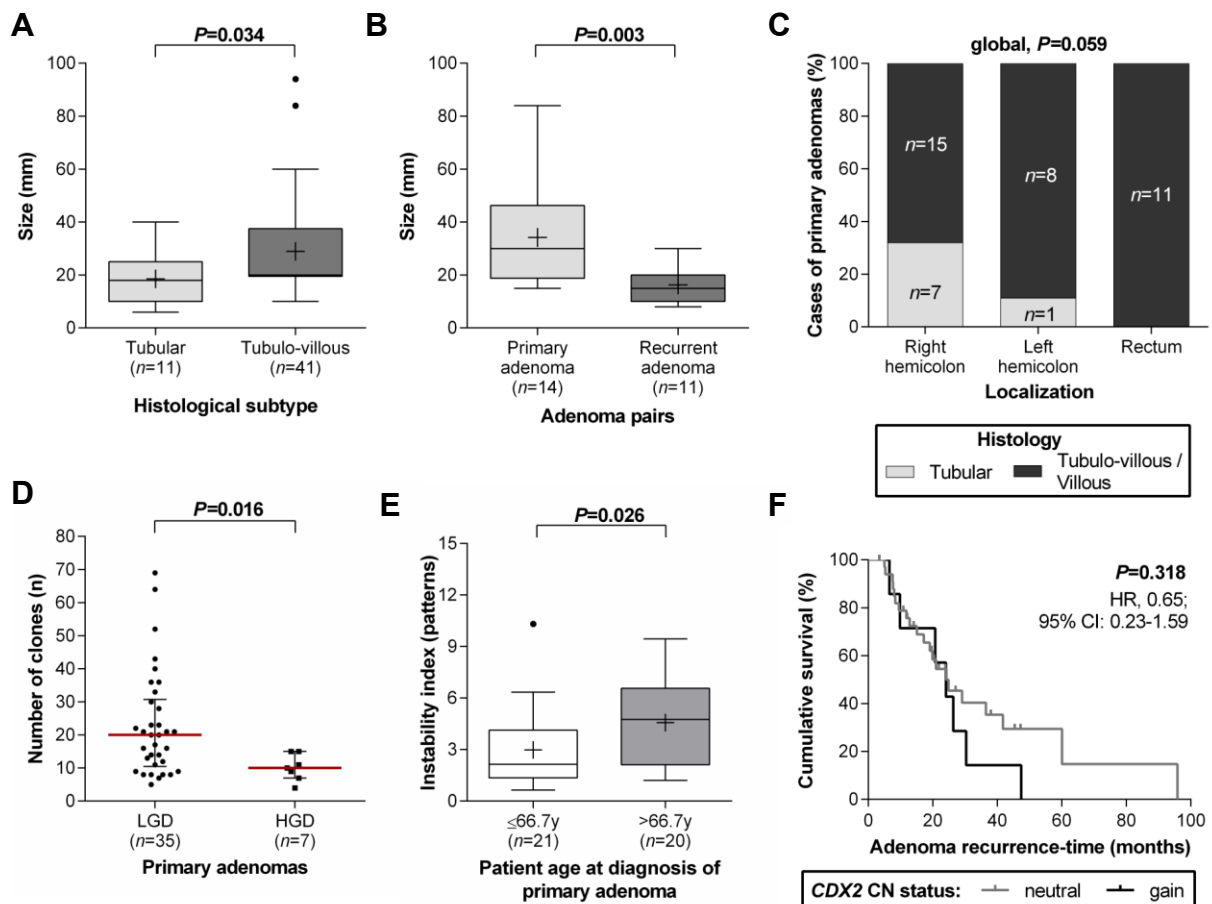 A
P=0.034
100
80
60
40
20
0
Size (mm)
Tubular
(n=11)
Tubulo-villous
(n=41)
Histological subtype
B
P=0.003
100
80
60
40
20
0
Size (mm)
Primary
adenoma
(n=14)
Recurrent
adenoma
(n=11)
Adenoma pairs
C
global, P=0.059
100
80
60
40
20
0
Cases of primary adenomas (%)
n=15
n=7
n=8
n=1
n=11
Right
hemicolon
Left
hemicolon
Rectum
Localization
Histology
Tubular
Tubulo-villous /
Villous
D
P=0.016
80
70
60
50
40
30
20
10
0
Number of clones (n)
LGD
(n=35)
HGD
(n=7)
Primary adenomas
E
P=0.026
15
12
9
6
3
0
Instability index (patterns)
≤66.7y
(n=21)
>66.7y
(n=20)
Patient age at diagnosis of
primary adenoma
F
100
80
60
40
20
0
Cumulative survival (%)
P=0.318
HR, 0.65;
95% CI: 0.23-1.59
0 20 40 60 80 100
Adenoma recurrence-time (months)
CDX2 CN status: neutral gain